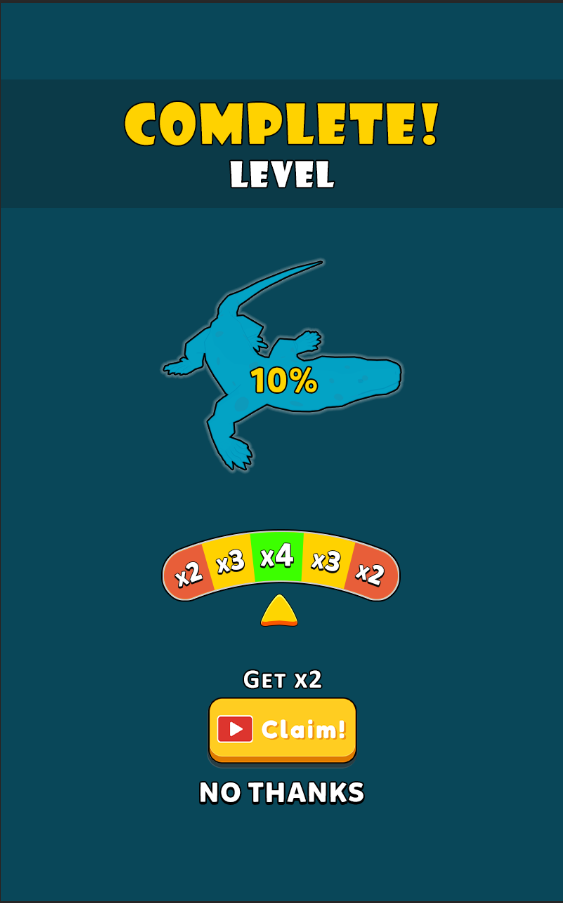 COMPLETE!
LEVEL
10%
x2 x3 x4 x3 x2
GET X2
Claim!
NO THANKS